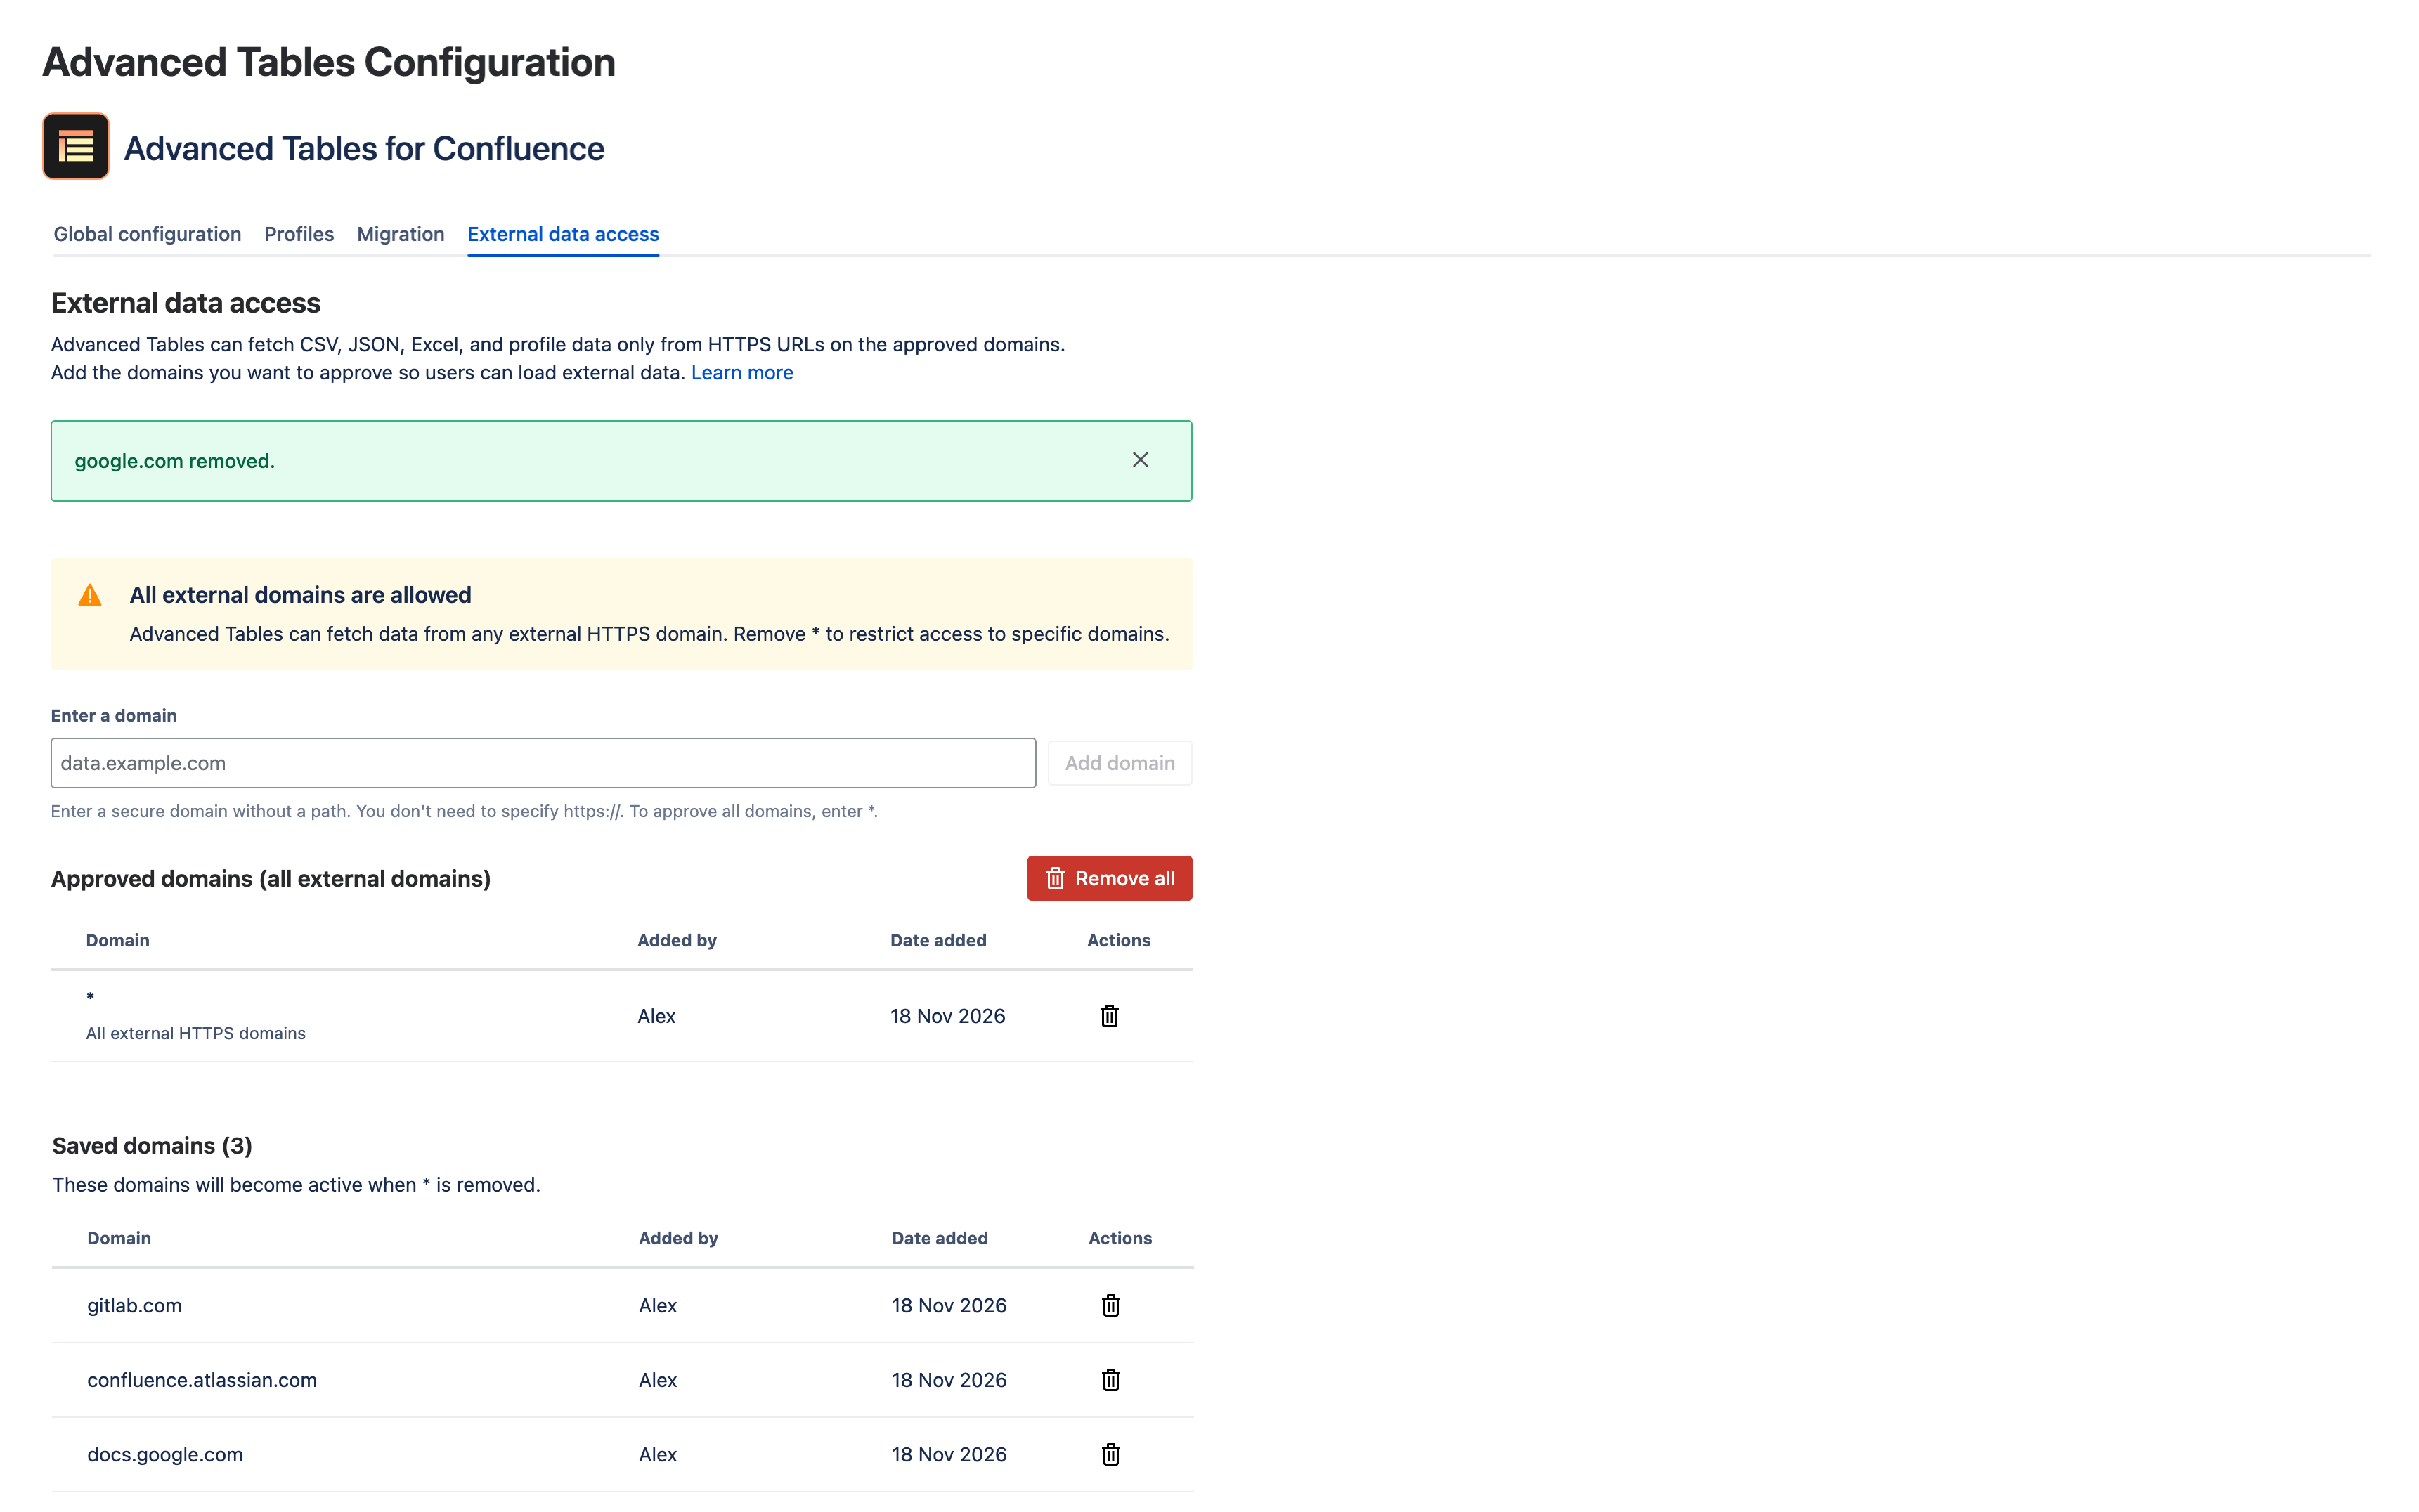 Advanced Tables Configuration
Advanced Tables for Confluence
Global configuration Profiles Migration External data access
External data access
Advanced Tables can fetch CSV, JSON, Excel, and profile data only from HTTPS URLs on the approved domains.
Add the domains you want to approve so users can load external data. Learn more
google.com removed.
All external domains are allowed
Advanced Tables can fetch data from any external HTTPS domain. Remove * to restrict access to specific domains.
Enter a domain
data.example.com Add domain
Enter a secure domain without a path. You don't need to specify https://. To approve all domains, enter *.
Approved domains (all external domains) Remove all
Domain Added by Date added Actions
*
All external HTTPS domains Alex 18 Nov 2026
Saved domains (3)
These domains will become active when * is removed.
Domain Added by Date added Actions
gitlab.com Alex 18 Nov 2026
confluence.atlassian.com Alex 18 Nov 2026
docs.google.com Alex 18 Nov 2026